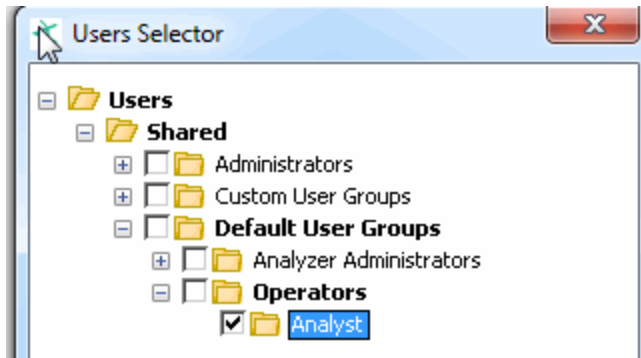 Users Selector
Users
Shared
Administrators
Custom User Groups
Default User Groups
Analyzer Administrators
Operators
Analyst